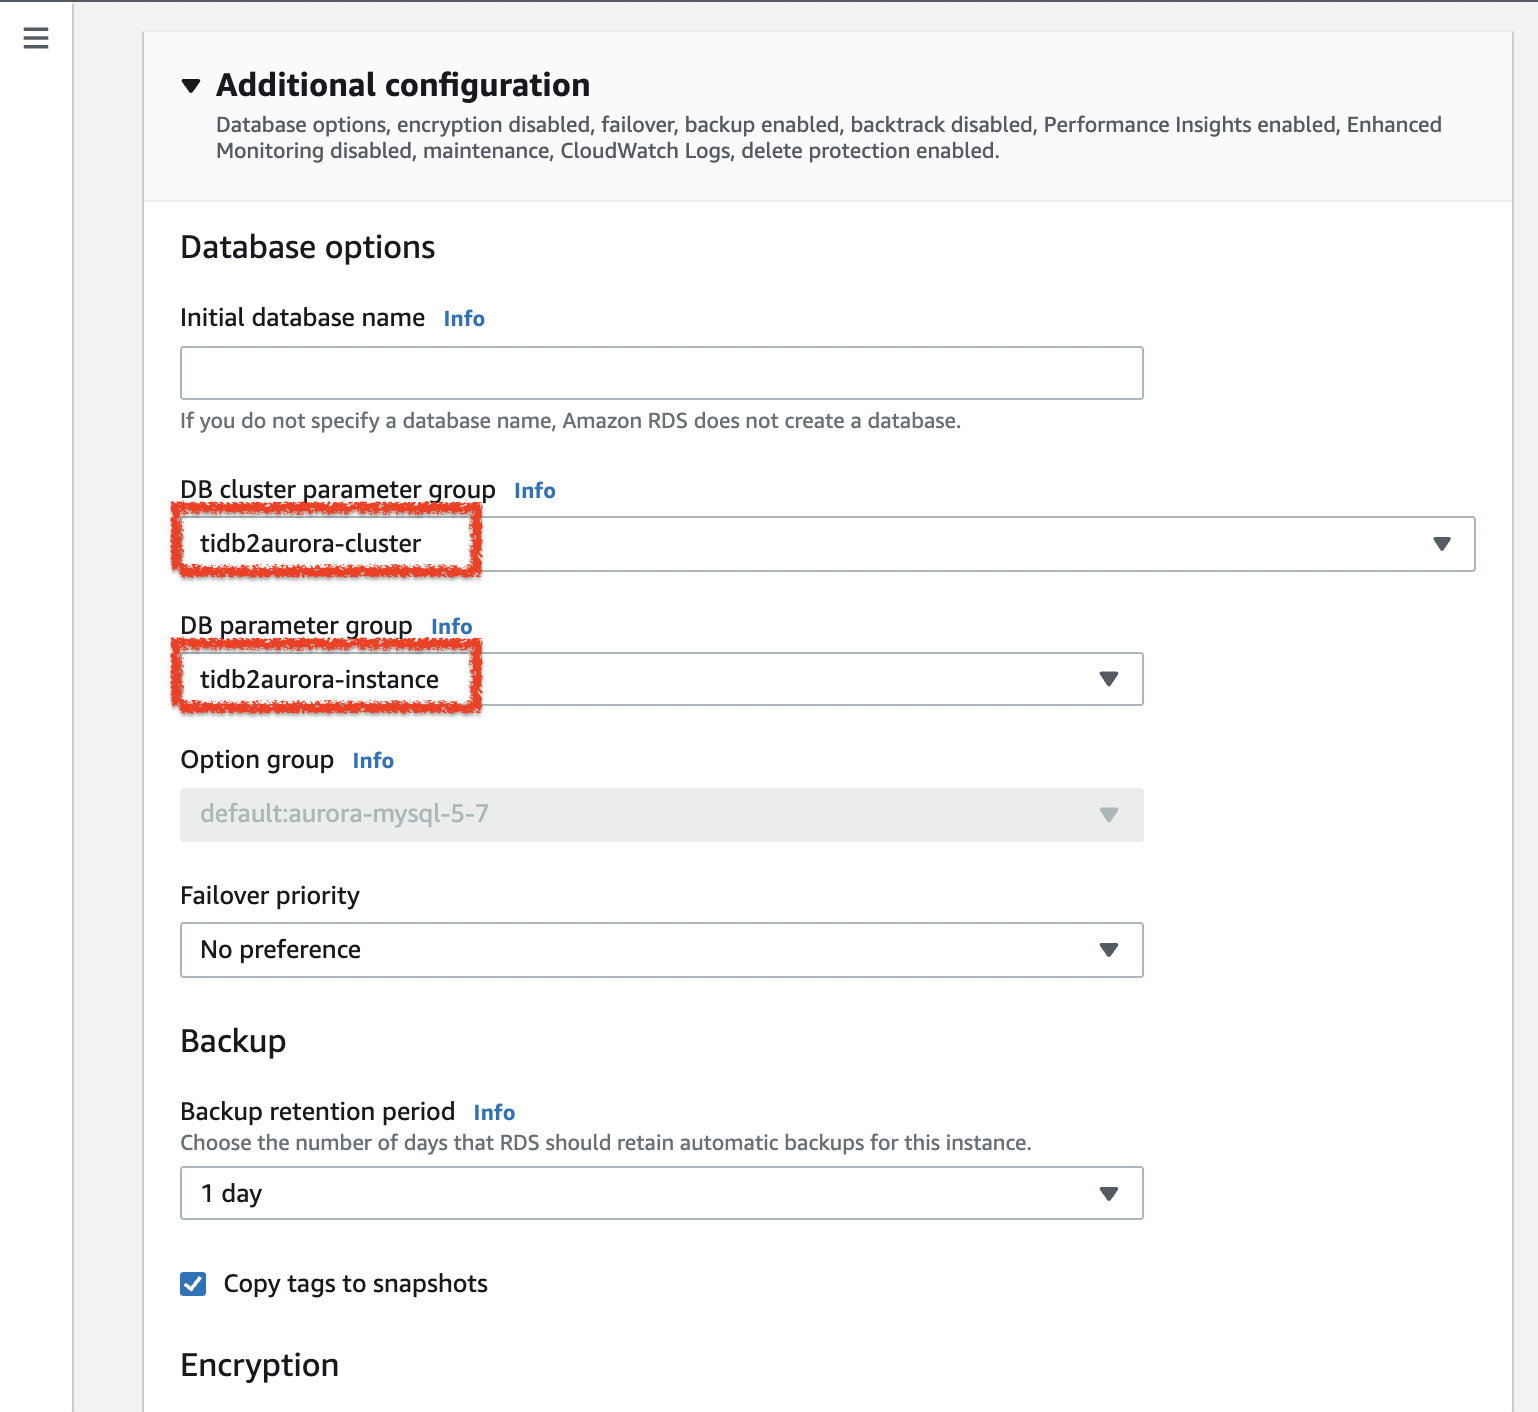 Additional configuration
Database options, encryption disabled, failover, backup enabled, backtrack disabled, Performance Insights enabled, Enhanced
Monitoring disabled, maintenance, CloudWatch Logs, delete protection enabled.
Database options
Initial database name Info
If you do not specify a database name, Amazon RDS does not create a database.
DB cluster parameter group Info
tidb2aurora-cluster
DB parameter group Info
tidb2aurora-instance
Option group Info
default:aurora-mysql-5-7
Failover priority
No preference
Backup
Backup retention period Info
Choose the number of days that RDS should retain automatic backups for this instance.
1 day
Copy tags to snapshots
Encryption